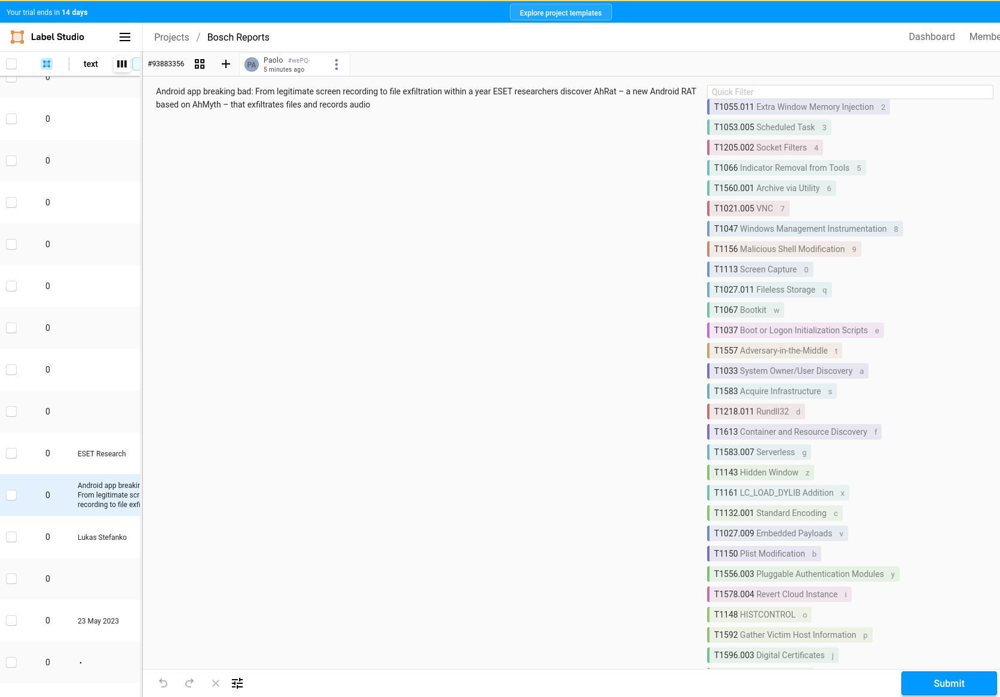 Your trial ends in 14 days
Explore project templates
Label Studio
Projects / Bosch Reports
Dashboard
Membe
text
#93883356
PA
Paolo #wePQ-
5 minutes ago
0
0
0
0
0
0
0
0
0
0 ESET Research
0
Android app breakin
From legitimate scr
recording to file exfi
0 Lukas Stefanko
0
0 23 May 2023
0 .
Android app breaking bad: From legitimate screen recording to file exfiltration within a year ESET researchers discover AhRat – a new Android RAT
based on AhMyth – that exfiltrates files and records audio
Quick Filter
T1055.011 Extra Window Memory Injection 2
T1053.005 Scheduled Task 3
T1205.002 Socket Filters 4
T1066 Indicator Removal from Tools 5
T1560.001 Archive via Utility 6
T1021.005 VNC 7
T1047 Windows Management Instrumentation 8
T1156 Malicious Shell Modification 9
T1113 Screen Capture 0
T1027.011 Fileless Storage q
T1067 Bootkit w
T1037 Boot or Logon Initialization Scripts e
T1557 Adversary-in-the-Middle t
T1033 System Owner/User Discovery a
T1583 Acquire Infrastructure s
T1218.011 Rundll32 d
T1613 Container and Resource Discovery f
T1583.007 Serverless g
T1143 Hidden Window z
T1161 LC_LOAD_DYLIB Addition x
T1132.001 Standard Encoding c
T1027.009 Embedded Payloads v
T1150 Plist Modification b
T1556.003 Pluggable Authentication Modules y
T1578.004 Revert Cloud Instance i
T1148 HISTCONTROL o
T1592 Gather Victim Host Information p
T1596.003 Digital Certificates j
Submit